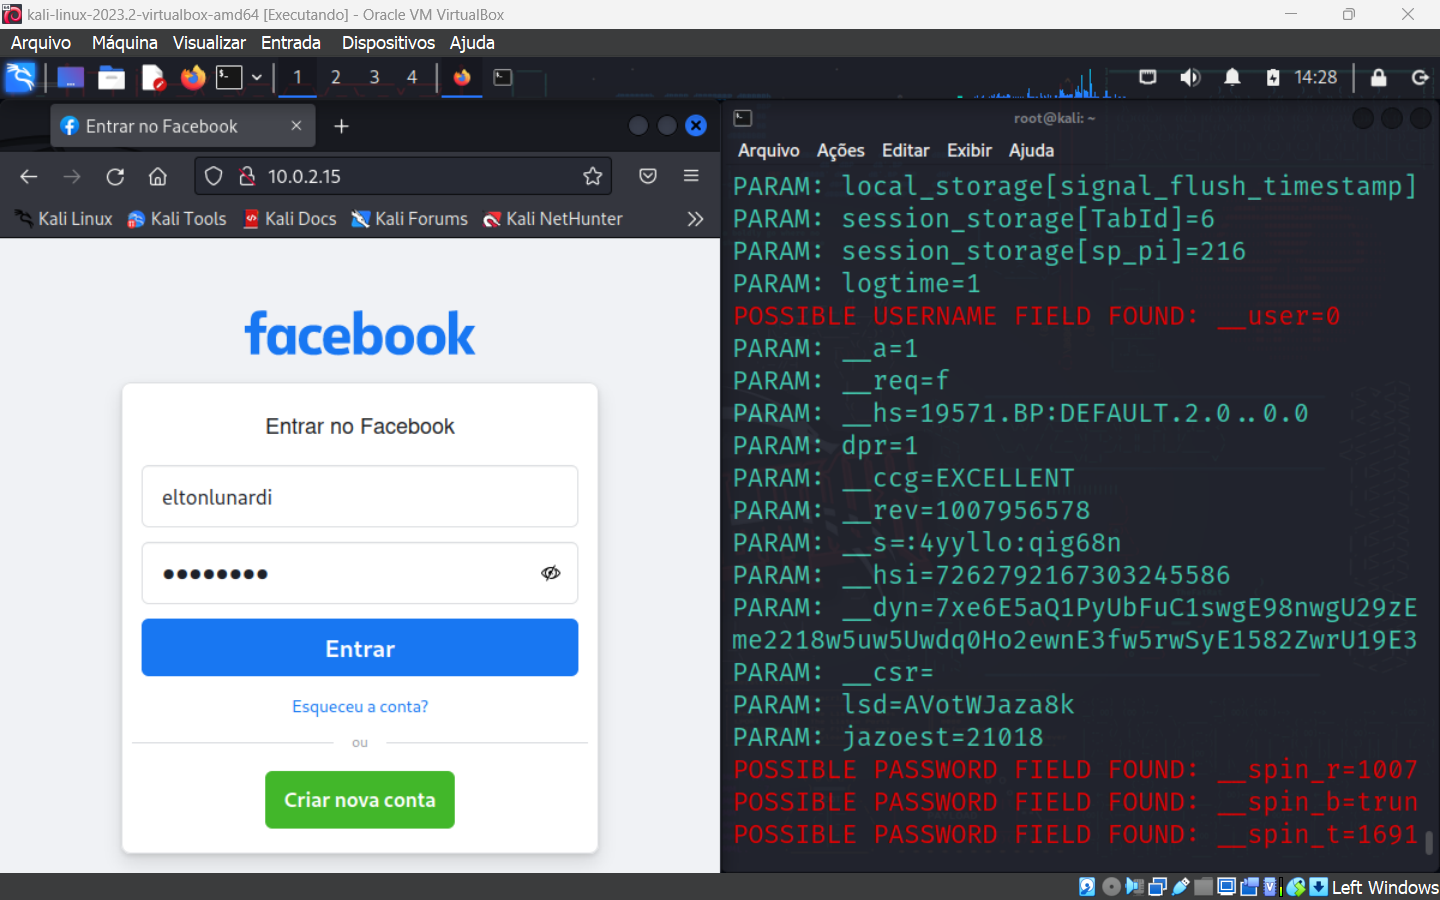 kali-linux-2023.2-virtualbox-amd64 [Executando] - Oracle VM VirtualBox
Arquivo Máquina Visualizar Entrada Dispositivos Ajuda
1 2 3 4 14:28
Entrar no Facebook
10.0.2.15
Kali Linux Kali Tools Kali Docs Kali Forums Kali NetHunter
facebook
Entrar no Facebook
eltonlunardi
Entrar
Esqueceu a conta?
ou
Criar nova conta
root@kali: ~
Arquivo Ações Editar Exibir Ajuda
PARAM: local_storage[signal_flush_timestamp]
PARAM: session_storage[TabId]=6
PARAM: session_storage[sp_pi]=216
PARAM: logtime=1
POSSIBLE USERNAME FIELD FOUND: __user=0
PARAM: __a=1
PARAM: __req=f
PARAM: __hs=19571.BP:DEFAULT.2.0..0.0
PARAM: dpr=1
PARAM: __ccg=EXCELLENT
PARAM: __rev=1007956578
PARAM: __s=:4yyllo:qig68n
PARAM: __hsi=7262792167303245586
PARAM: __dyn=7xe6E5aQ1PyUbFuC1swgE98nwgU29zE
me2218w5uw5Uwdq0Ho2ewnE3fw5rwSyE1582ZwrU19E3
PARAM: __csr=
PARAM: lsd=AVotWJaza8k
PARAM: jazoest=21018
POSSIBLE PASSWORD FIELD FOUND: __spin_r=1007
POSSIBLE PASSWORD FIELD FOUND: __spin_b=trun
POSSIBLE PASSWORD FIELD FOUND: __spin_t=1691
Left Windows